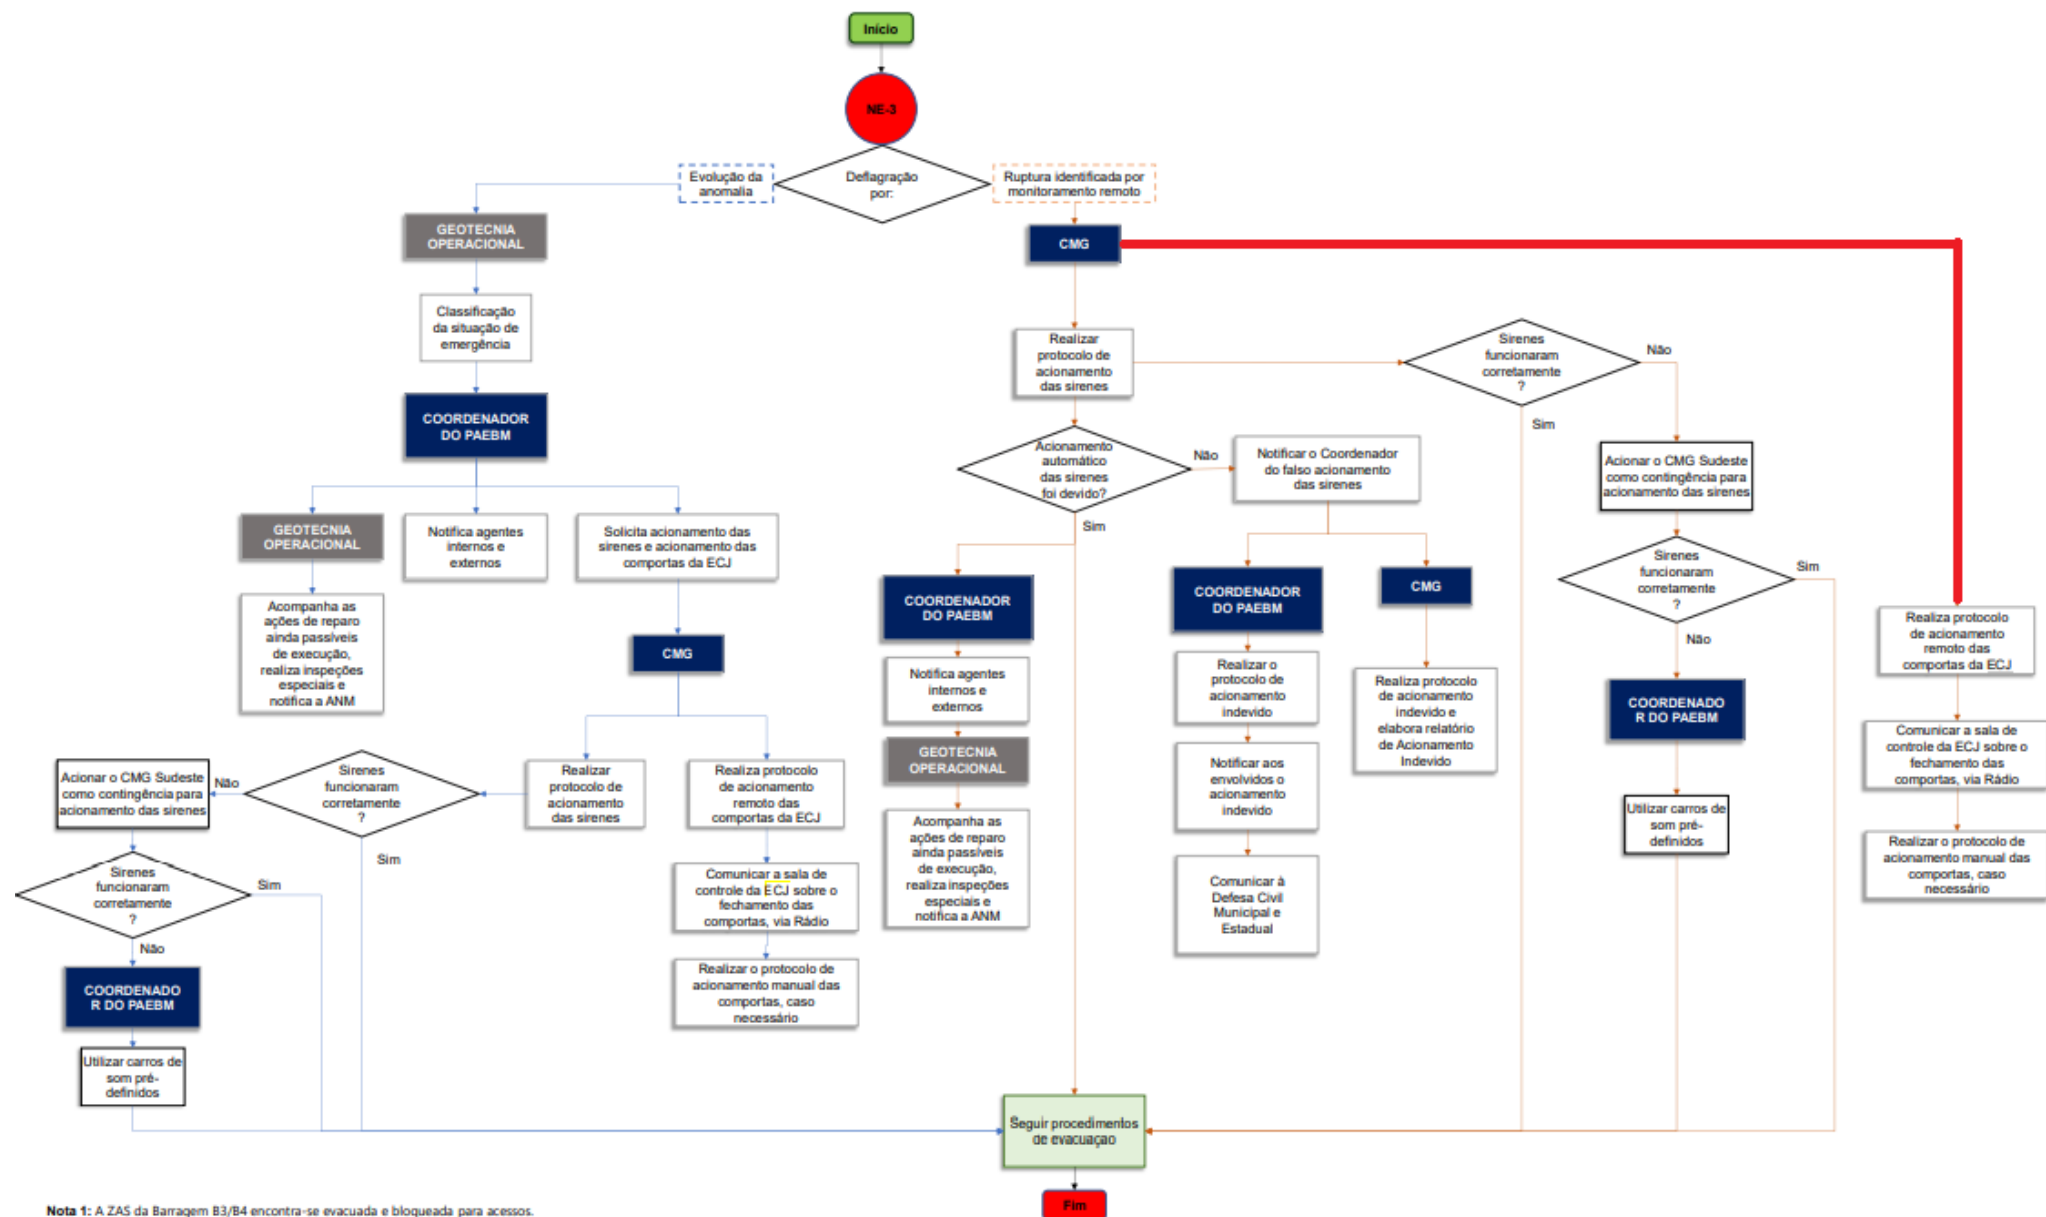 Início
NE-3
Deflagração
por:
Evolução da
anomalia
Ruptura identificada por
monitoramento remoto
GEOTECNIA
OPERACIONAL
Classificação
da situação de
emergência
COORDENADOR
DO PAEBM
GEOTECNIA
OPERACIONAL
Acompanha as
ações de reparo
ainda passíveis
de execução,
realiza inspeções
especiais e
notifica a ANM
Notifica agentes
internos e
externos
Solicita acionamento das
sirenes e acionamento das
comportas da ECJ
CMG
Realizar
protocolo de
acionamento
das sirenes
Sirenes
funcionaram
corretamente
?
Não
Sim
Acionar o CMG Sudeste
como contingência para
acionamento das sirenes
Sirenes
funcionaram
corretamente
?
Sim
Não
COORDENADO
R DO PAEBM
Utilizar carros de
som pré-
definidos
Realiza protocolo
de acionamento
remoto das
comportas da ECJ
Comunicar a sala de
controle da ECJ sobre o
fechamento das
comportas, via Rádio
Realizar o protocolo de
acionamento manual das
comportas, caso
necessário
CMG
Realizar
protocolo de
acionamento
das sirenes
Acionamento
automático
das sirenes
foi devido?
Não
Sim
COORDENADOR
DO PAEBM
Notifica agentes
internos e
externos
GEOTECNIA
OPERACIONAL
Acompanha as
ações de reparo
ainda passíveis
de execução,
realiza inspeções
especiais e
notifica a ANM
Notificar o Coordenador
do falso acionamento
das sirenes
COORDENADOR
DO PAEBM
Realizar o
protocolo de
acionamento
indevido
Notificar aos
envolvidos o
acionamento
indevido
Comunicar à
Defesa Civil
Municipal e
Estadual
CMG
Realiza protocolo
de acionamento
indevido e
elabora relatório
de Acionamento
Indevido
Sirenes
funcionaram
corretamente
?
Não
Sim
Acionar o CMG Sudeste
como contingência para
acionamento das sirenes
Sirenes
funcionaram
corretamente
?
Sim
Não
COORDENADO
R DO PAEBM
Utilizar carros de
som pré-
definidos
Realiza protocolo
de acionamento
remoto das
comportas da ECJ
Comunicar a sala de
controle da ECJ sobre o
fechamento das
comportas, via Rádio
Realizar o protocolo de
acionamento manual das
comportas, caso
necessário
Seguir procedimentos
de evacuação
Fim
Nota 1: A ZAS da Barragem B3/B4 encontra-se evacuada e bloqueada para acessos.